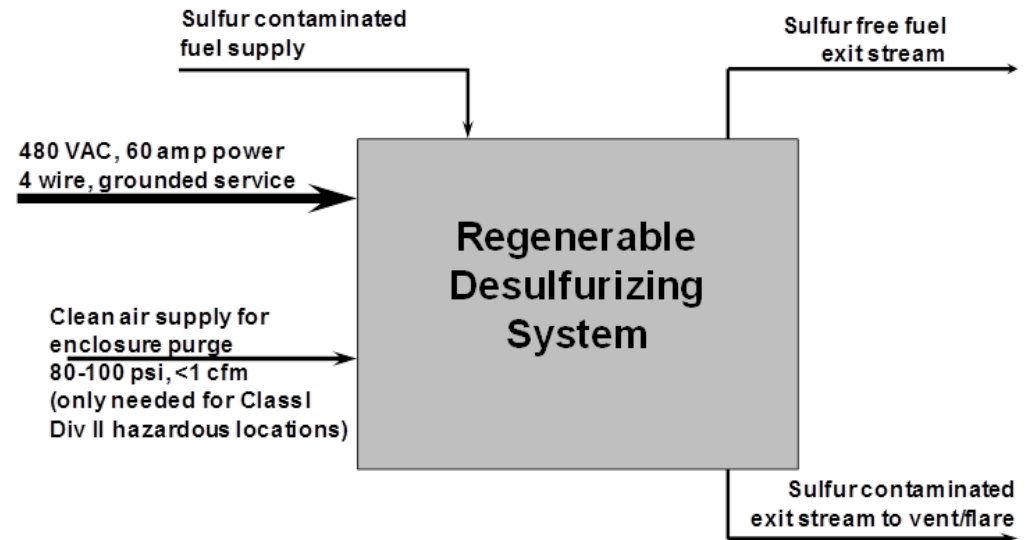 Sulfur contaminated
fuel supply
Sulfur free fuel
exit stream
480 VAC, 60 amp power
4 wire, grounded service
Regenerable
Desulfurizing
System
Clean air supply for
enclosure purge
80-100 psi, <1 cfm
(only needed for ClassI
Div II hazardous locations)
Sulfur contaminated
exit stream to vent/flare